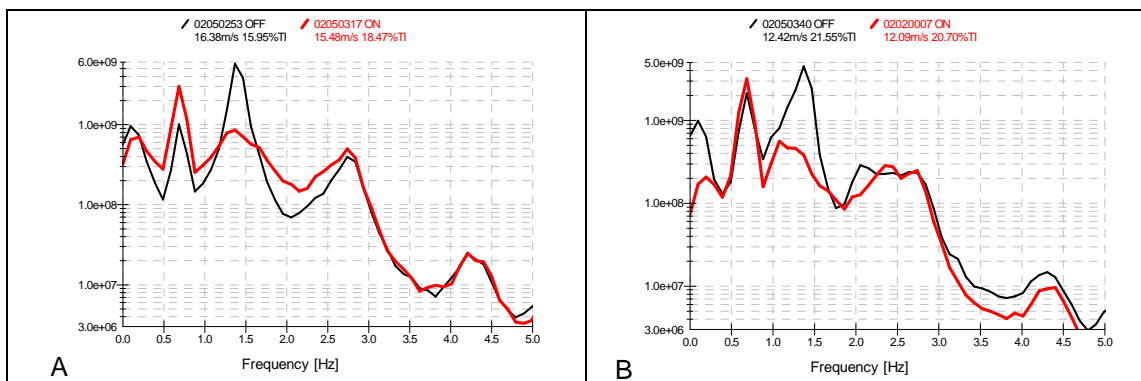 02050253 OFF 02050317 ON
16.38m/s 15.95%TI 15.48m/s 18.47%TI
6.0e+09
1.0e+09
1.0e+08
1.0e+07
3.0e+06
0.0 0.5 1.0 1.5 2.0 2.5 3.0 3.5 4.0 4.5 5.0
Frequency [Hz]
A
02050340 OFF 02020007 ON
12.42m/s 21.55%TI 12.09m/s 20.70%TI
5.0e+09
1.0e+09
1.0e+08
1.0e+07
3.0e+06
0.0 0.5 1.0 1.5 2.0 2.5 3.0 3.5 4.0 4.5 5.0
Frequency [Hz]
B